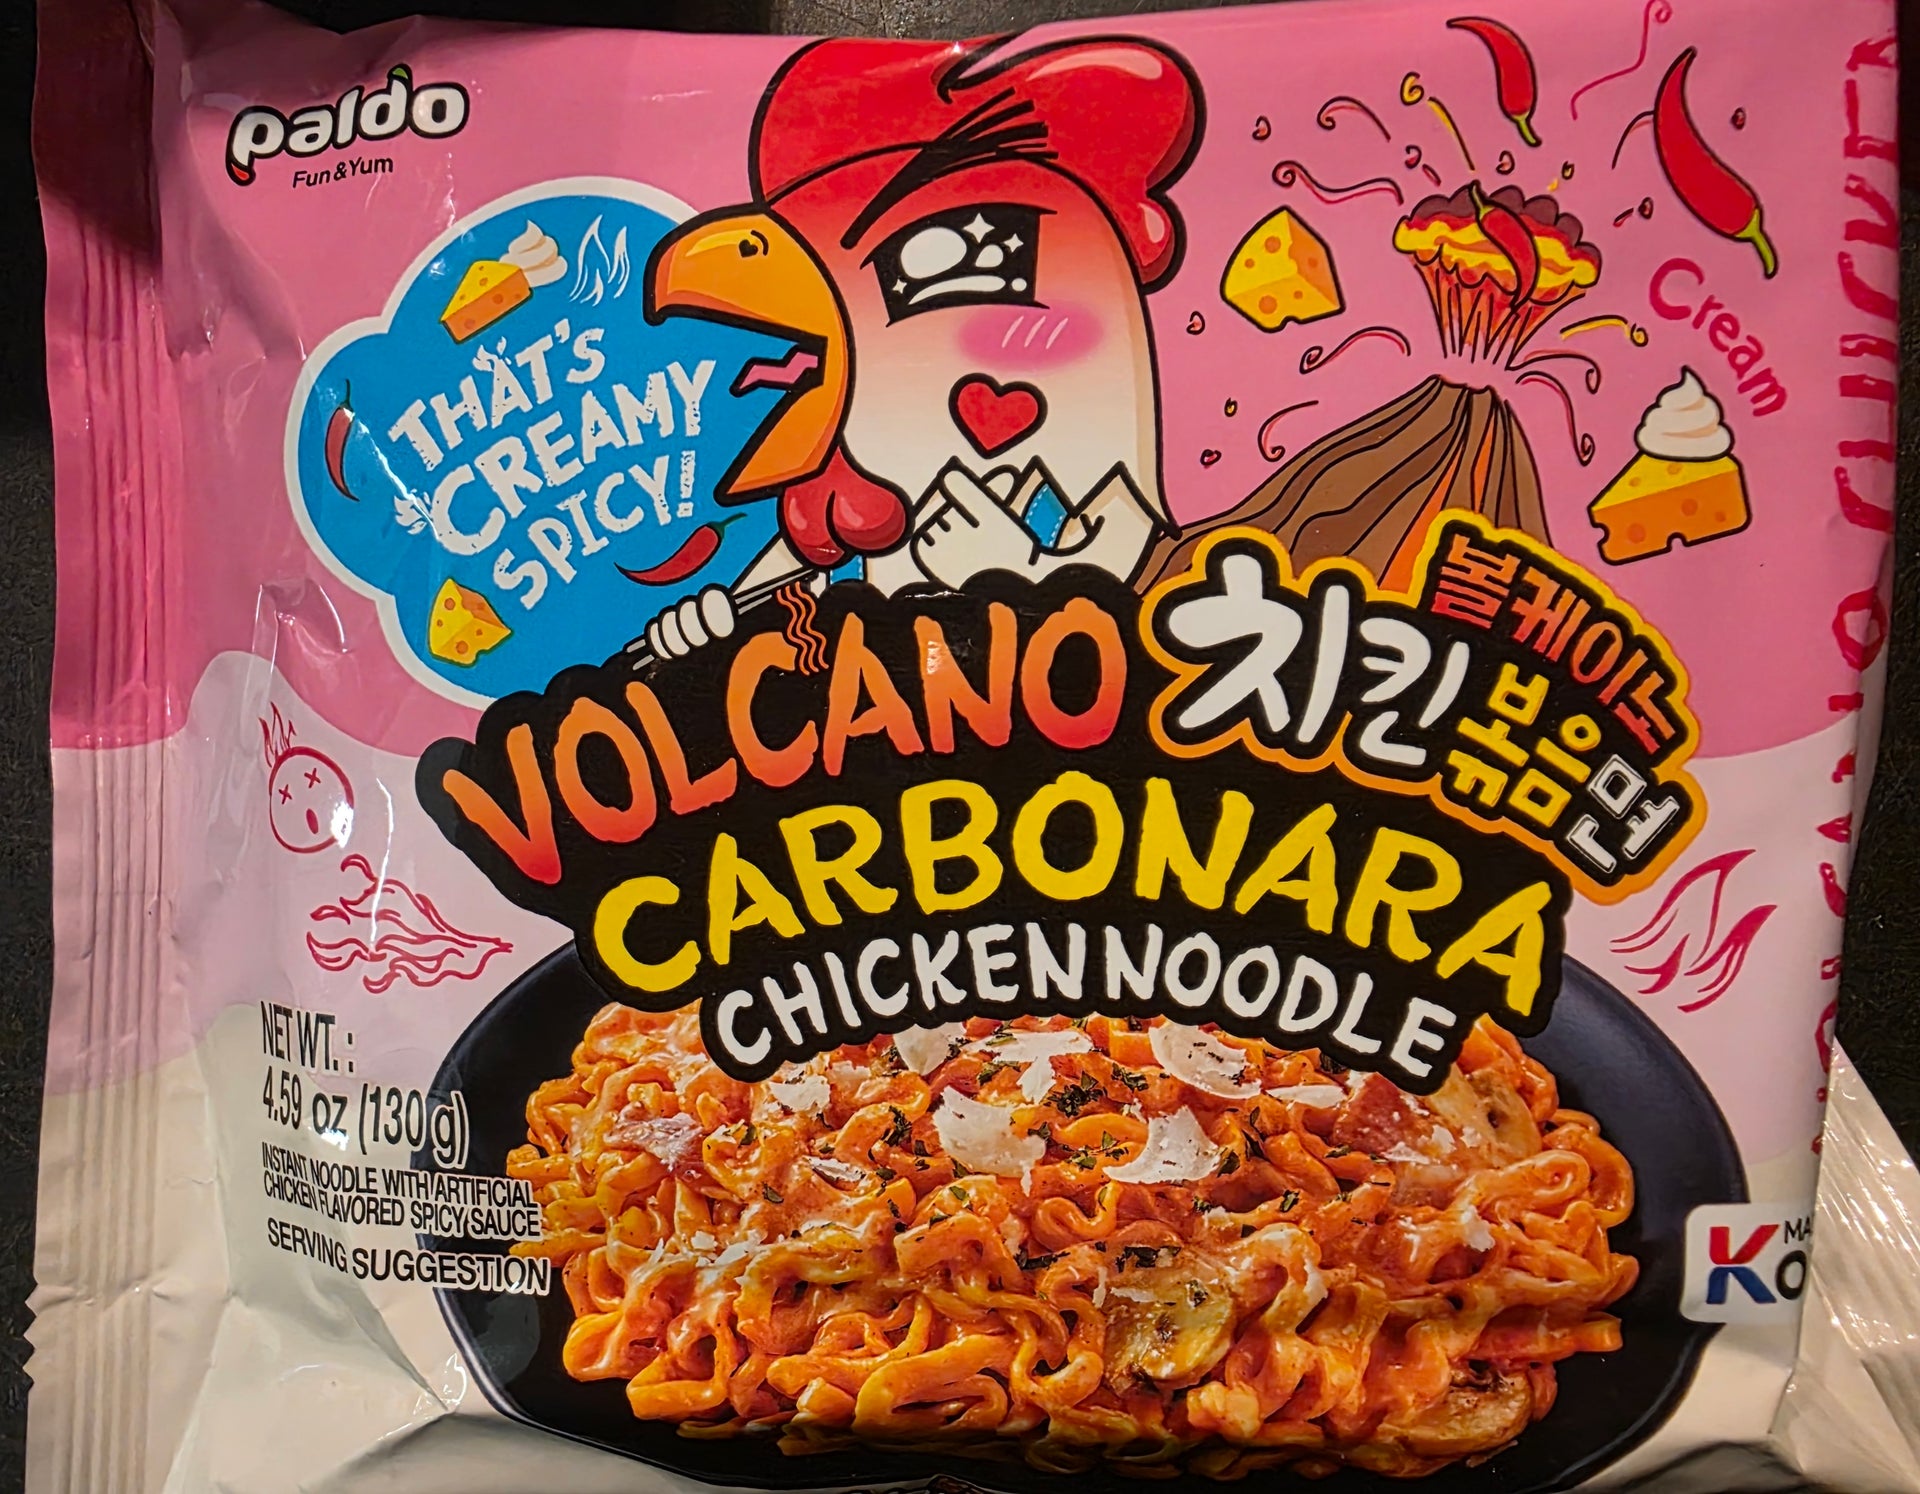 paldo
Fun&Yum
THAT'S
CREAMY
SPICY!
Cream
VOLCANO
볼케이노
치킨
볶음
면
CARBONARA
CHICKEN NOODLE
NET WT. :
4.59 oz (130 g)
INSTANT NOODLE WITH ARTIFICIAL
CHICKEN FLAVORED SPICY SAUCE
SERVING SUGGESTION